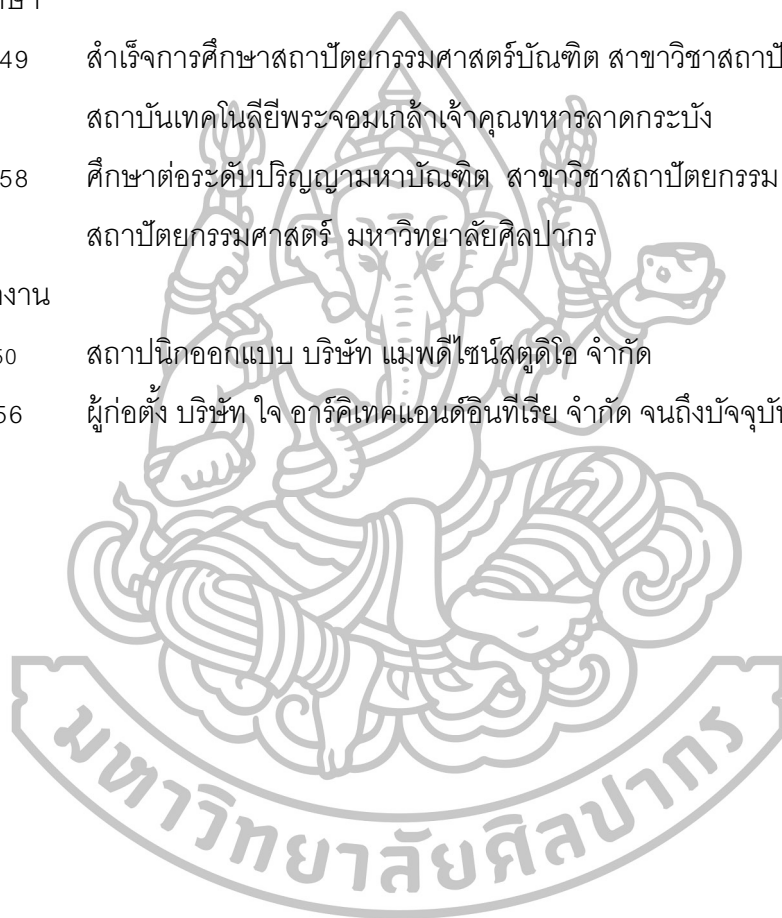 49 สำเร็จการศึกษาสถาปัตยกรรมศาสตร์บัณฑิต สาขาวิชาสถาปั
สถาบันเทคโนโลยีพระจอมเกล้าเจ้าคุณทหารลาดกระบัง
58 ศึกษาต่อระดับปริญญามหาบัณฑิต สาขาวิชาสถาปัตยกรรม
สถาปัตยกรรมศาสตร์ มหาวิทยาลัยศิลปากร
งาน
50 สถาปนิกออกแบบ บริษัท แมพดีไซน์สตูดิโอ จำกัด
56 ผู้ก่อตั้ง บริษัท ใจ อาร์คิเทคแอนด์อินทีเรีย จำกัด จนถึงบัจจุบั
มหาวิทยาลัยศิลปากร